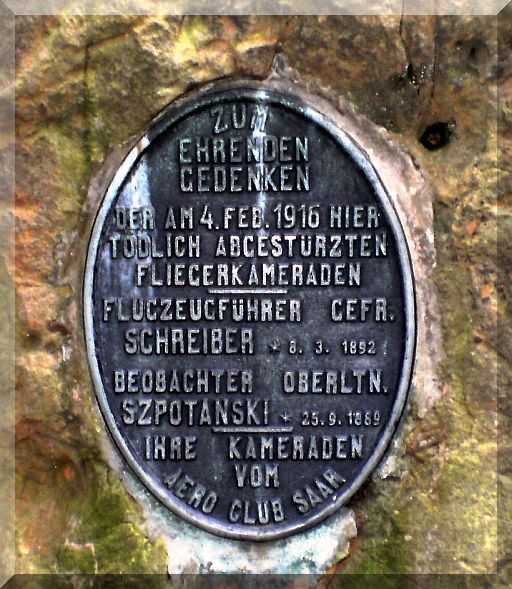 ZUM
EHRENDEN
GEDENKEN
DER AM 4. FEB. 1916 HIER
TÖDLICH ABGESTÜRZTEN
FLIEGERKAMERADEN
FLUGZEUGFÜHRER GEFR.
SCHREIBER * 8. 3. 1892
BEOBACHTER OBERLTN.
SZPOTANSKI * 25. 9. 1889
IHRE KAMERADEN
VOM
AERO CLUB SAAR